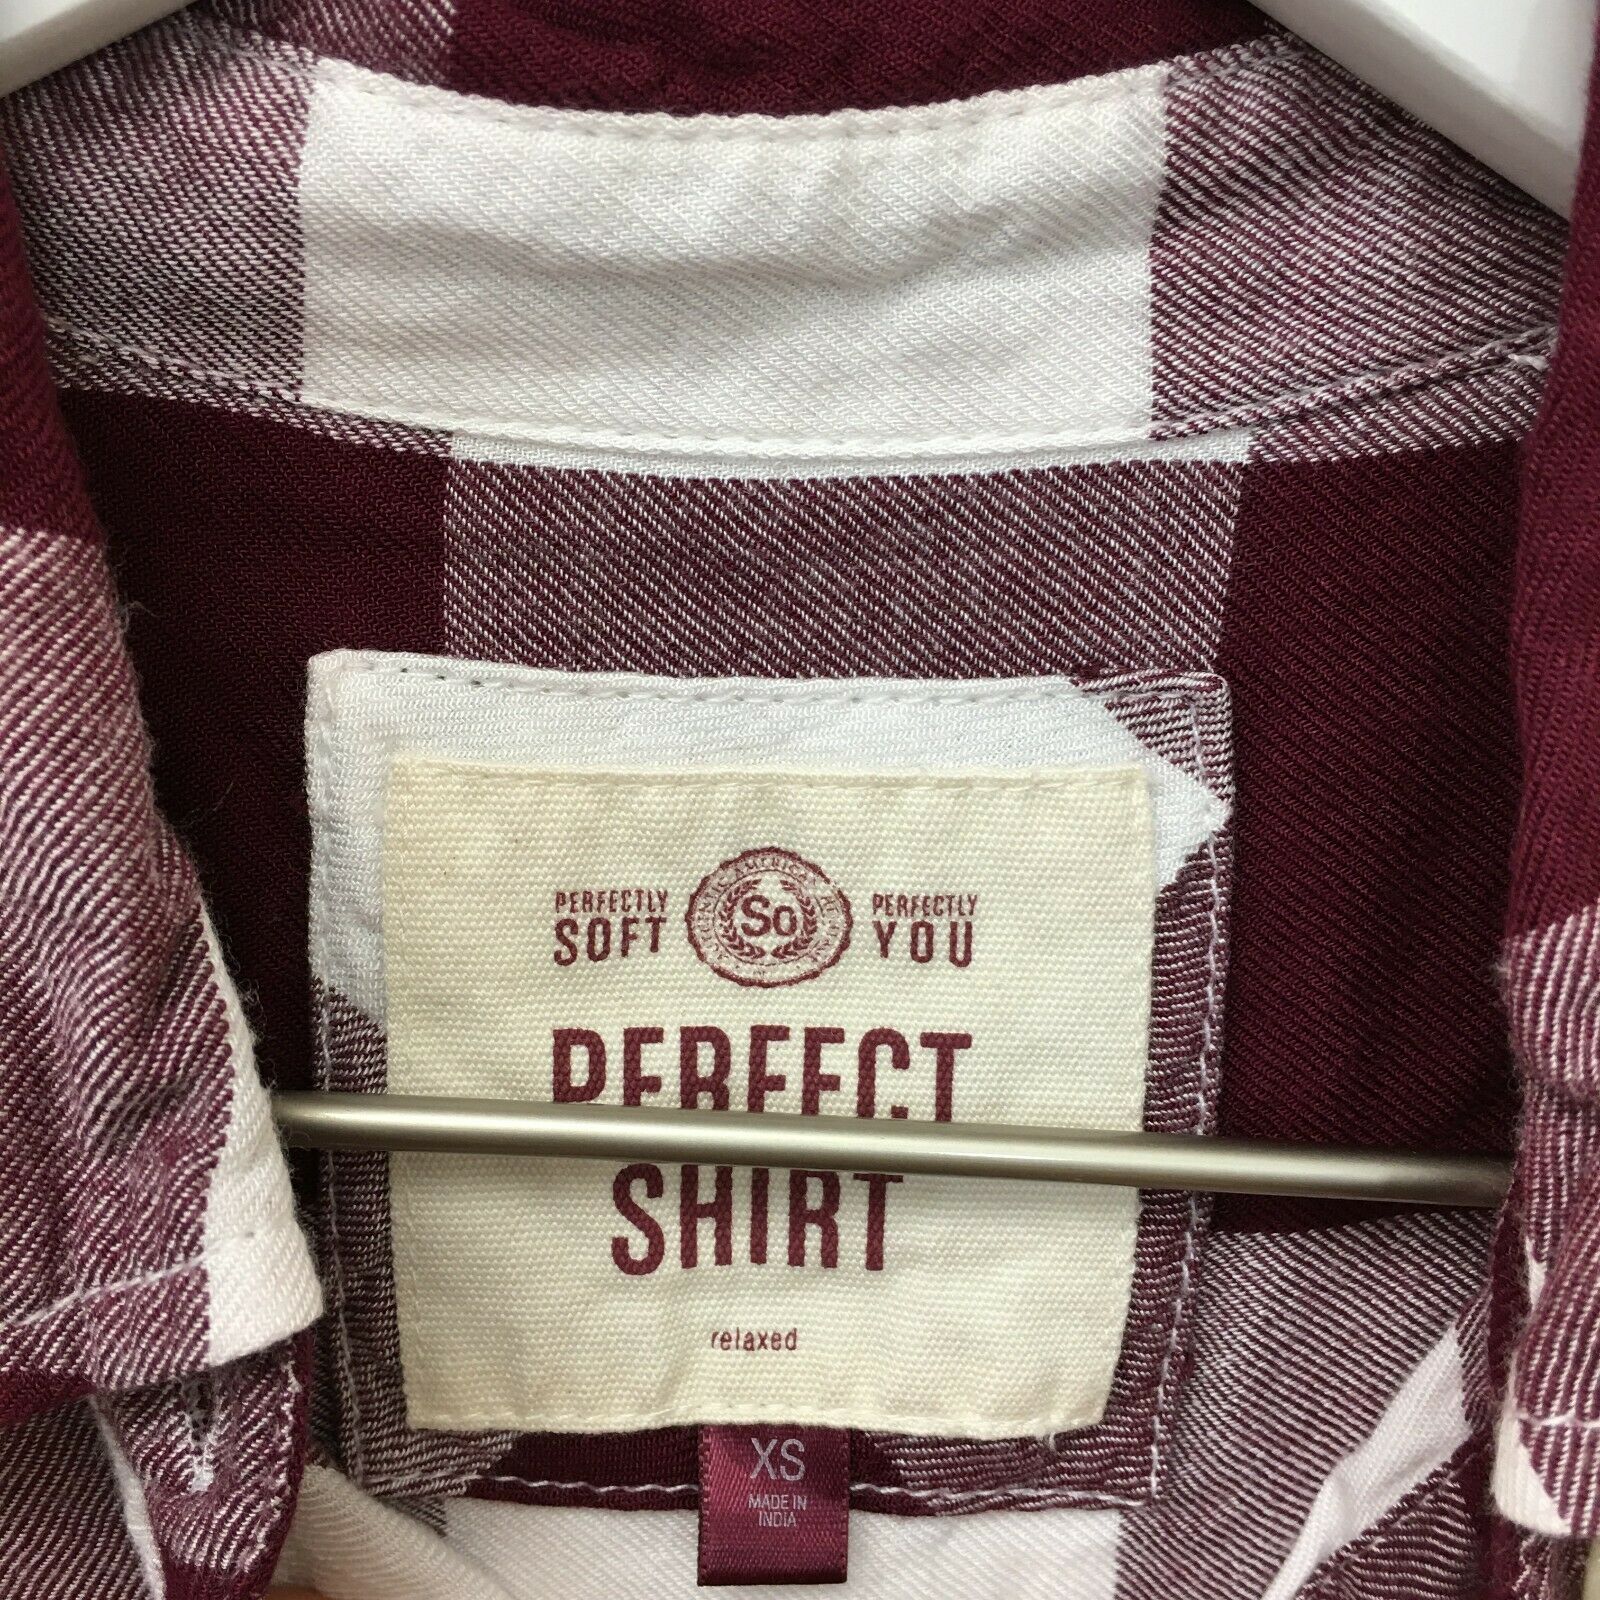 PERFECTLY SOFT
So
PERFECTLY YOU
PERFECT
SHIRT
relaxed
XS
MADE IN
INDIA